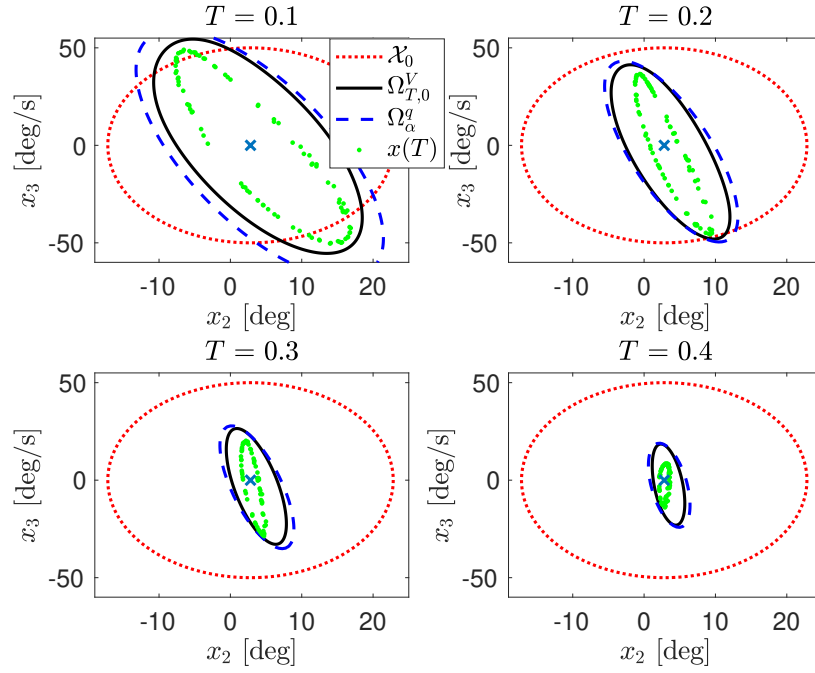 T = 0.1
T = 0.2
50
0
-50
x₃ [deg/s]
-10 0 10 20
x₂ [deg]
𝒳₀
Ω^V_{T,0}
Ω^q_α
x(T)
50
0
-50
x₃ [deg/s]
-10 0 10 20
x₂ [deg]
T = 0.3
T = 0.4
50
0
-50
x₃ [deg/s]
-10 0 10 20
x₂ [deg]
50
0
-50
x₃ [deg/s]
-10 0 10 20
x₂ [deg]